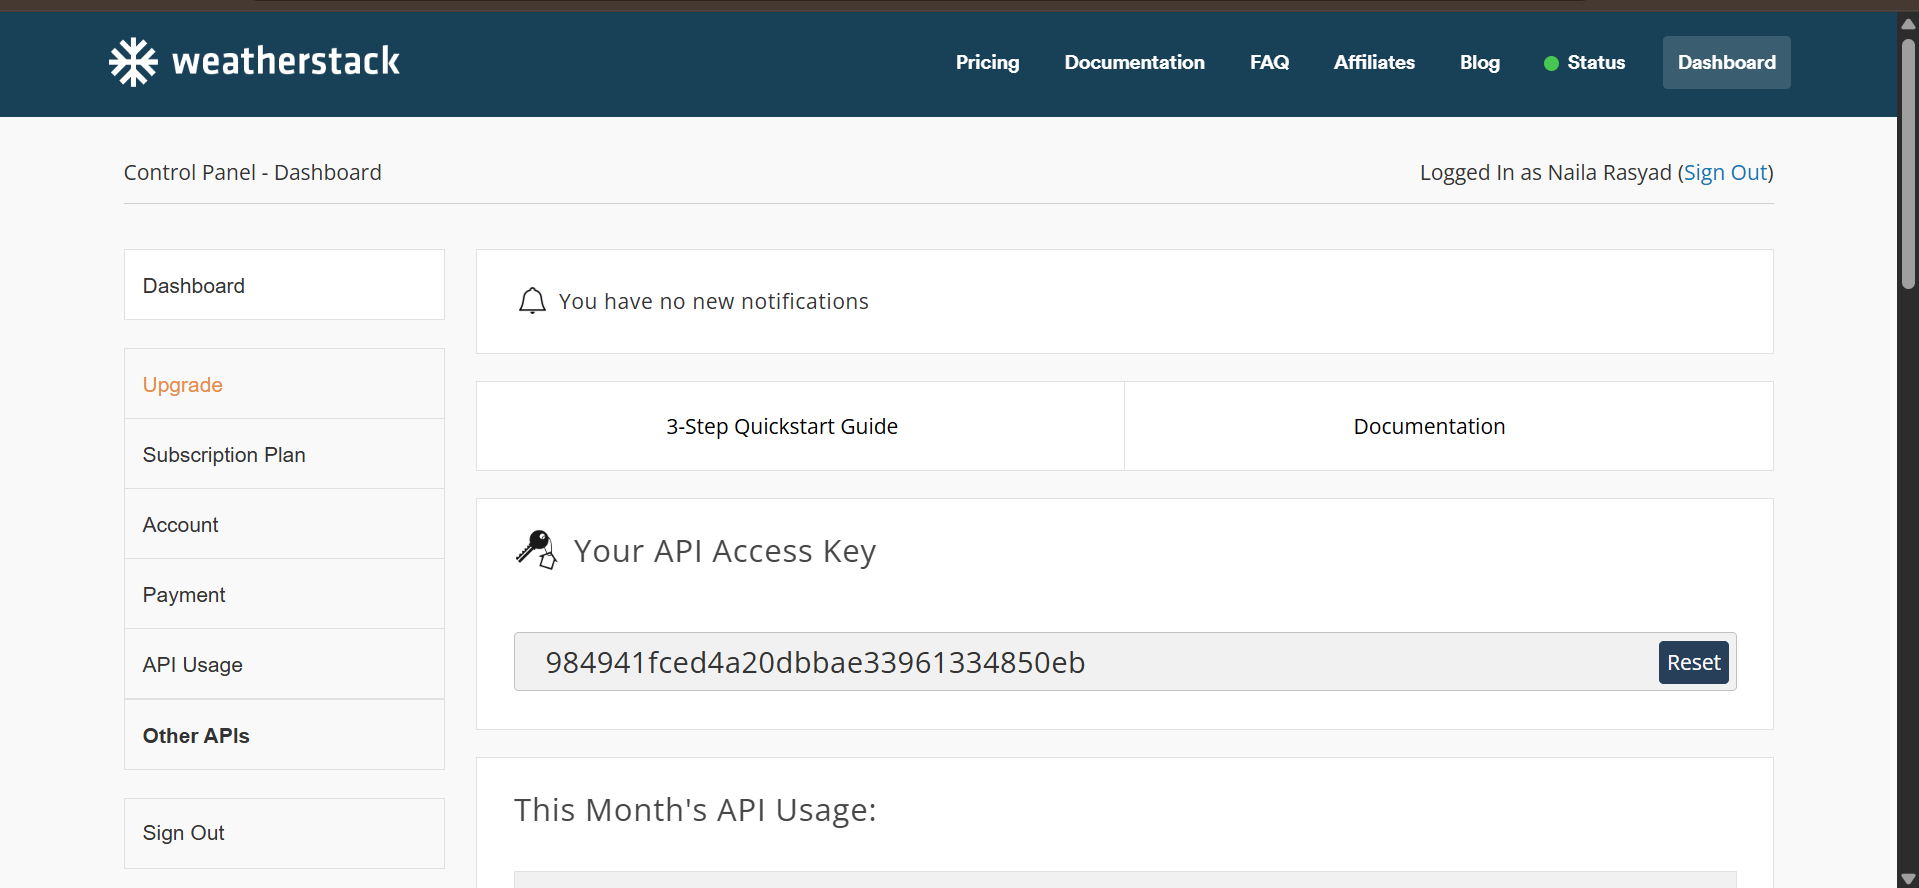 weatherstack
Pricing Documentation FAQ Affiliates Blog Status Dashboard
Control Panel - Dashboard
Logged In as Naila Rasyad (Sign Out)
Dashboard
Upgrade
Subscription Plan
Account
Payment
API Usage
Other APIs
Sign Out
You have no new notifications
3-Step Quickstart Guide
Documentation
Your API Access Key
984941fced4a20dbbae33961334850eb
Reset
This Month's API Usage: